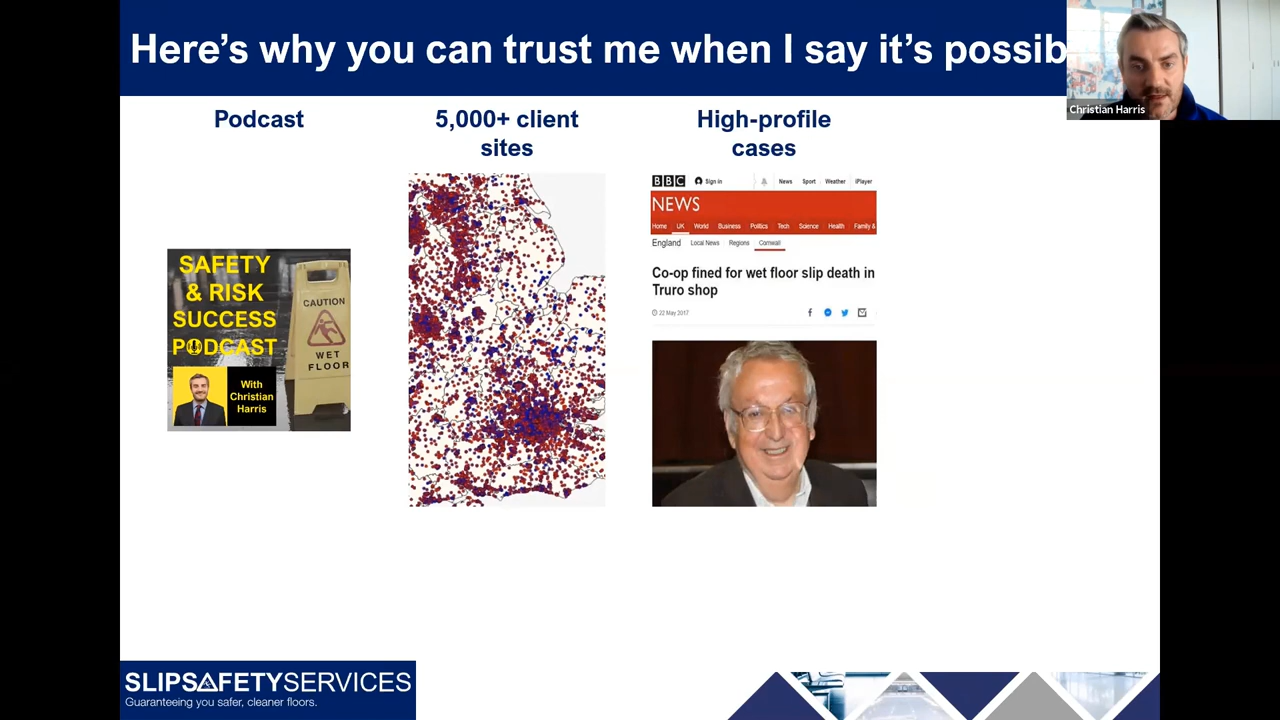 Here's why you can trust me when I say it's possib
Christian Harris
Podcast
5,000+ client
sites
High-profile
cases
SAFETY
& RISK
SUCCESS
PODCAST
With
Christian
Harris
CAUTION
WET
FLOOR
BBC Sign in News Sport Weather iPlayer
NEWS
Home UK World Business Politics Tech Science Health Family &
England Local News Regions Cornwall
Co-op fined for wet floor slip death in
Truro shop
22 May 2017
SLIPSAFETYSERVICES
Guaranteeing you safer, cleaner floors.